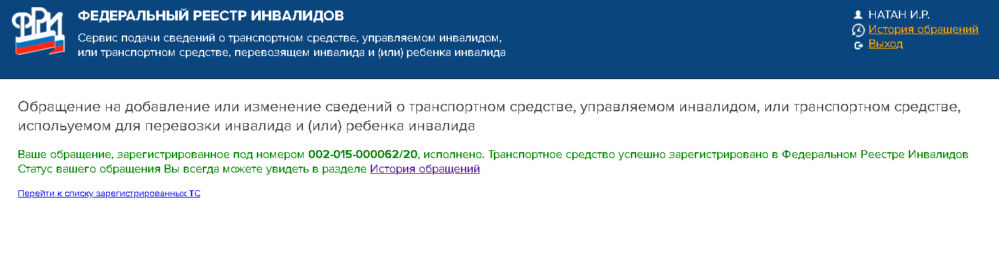 ФРИ
ФЕДЕРАЛЬНЫЙ РЕЕСТР ИНВАЛИДОВ
Сервис подачи сведений о транспортном средстве, управляемом инвалидом,
или транспортном средстве, перевозящем инвалида и (или) ребенка инвалида
НАТАН И.Р.
История обращений
Выход
Обращение на добавление или изменение сведений о транспортном средстве, управляемом инвалидом, или транспортном средстве,
испольуемом для перевозки инвалида и (или) ребенка инвалида
Ваше обращение, зарегистрированное под номером 002-015-000062/20, исполнено. Транспортное средство успешно зарегистрировано в Федеральном Реестре Инвалидов
Статус вашего обращения Вы всегда можете увидеть в разделе История обращений
Перейти к списку зарегистрированных ТС